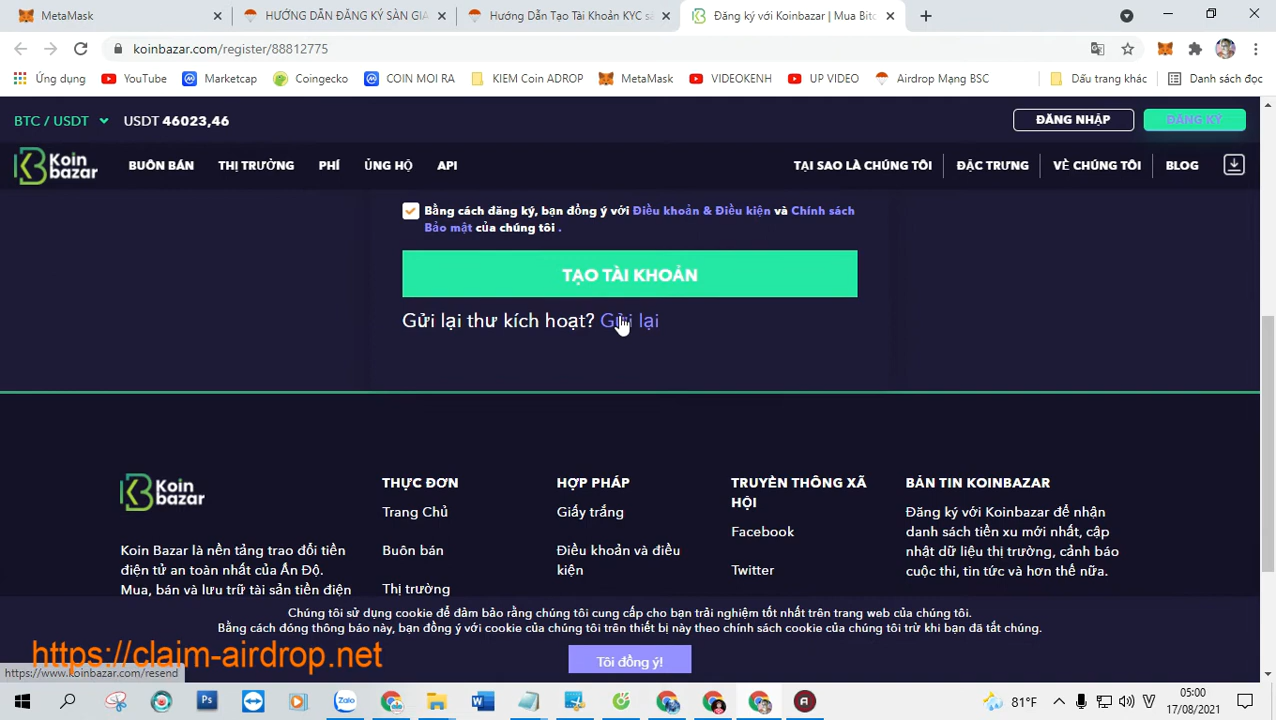 MetaMask
HƯỚNG DẪN ĐĂNG KÝ SÀN GIA
Hướng Dẫn Tạo Tài Khoản KYC sà
Đăng ký với Koinbazar | Mua Bitc
koinbazar.com/register/88812775
Ứng dụng
YouTube
Marketcap
Coingecko
COIN MOI RA
KIEM Coin ADROP
MetaMask
VIDEOKENH
UP VIDEO
Airdrop Mạng BSC
Dấu trang khác
Danh sách đọc
BTC / USDT
USDT 46023,46
ĐĂNG NHẬP
ĐĂNG KÝ
Koin
bazar
BUÔN BÁN
THỊ TRƯỜNG
PHÍ
ỦNG HỘ
API
TẠI SAO LÀ CHÚNG TÔI
ĐẶC TRƯNG
VỀ CHÚNG TÔI
BLOG
Bằng cách đăng ký, bạn đồng ý với Điều khoản & Điều kiện và Chính sách
Bảo mật của chúng tôi .
TẠO TÀI KHOẢN
Gửi lại thư kích hoạt? Gửi lại
Koin
bazar
Koin Bazar là nền tảng trao đổi tiền
điện tử an toàn nhất của Ấn Độ.
Mua, bán và lưu trữ tài sản tiền điện
THỰC ĐƠN
Trang Chủ
Buôn bán
Thị trường
HỢP PHÁP
Giấy trắng
Điều khoản và điều
kiện
TRUYỀN THÔNG XÃ
HỘI
Facebook
Twitter
BẢN TIN KOINBAZAR
Đăng ký với Koinbazar để nhận
danh sách tiền xu mới nhất, cập
nhật dữ liệu thị trường, cảnh báo
cuộc thi, tin tức và hơn thế nữa.
Chúng tôi sử dụng cookie để đảm bảo rằng chúng tôi cung cấp cho bạn trải nghiệm tốt nhất trên trang web của chúng tôi.
Bằng cách đóng thông báo này, bạn đồng ý với cookie của chúng tôi trên thiết bị này theo chính sách cookie của chúng tôi trừ khi bạn đã tắt chúng.
Tôi đồng ý!
https://claim-airdrop.net
https://www.koinbazar.com/resend
Ps
Zalo
W
A
81°F
V
05:00
17/08/2021